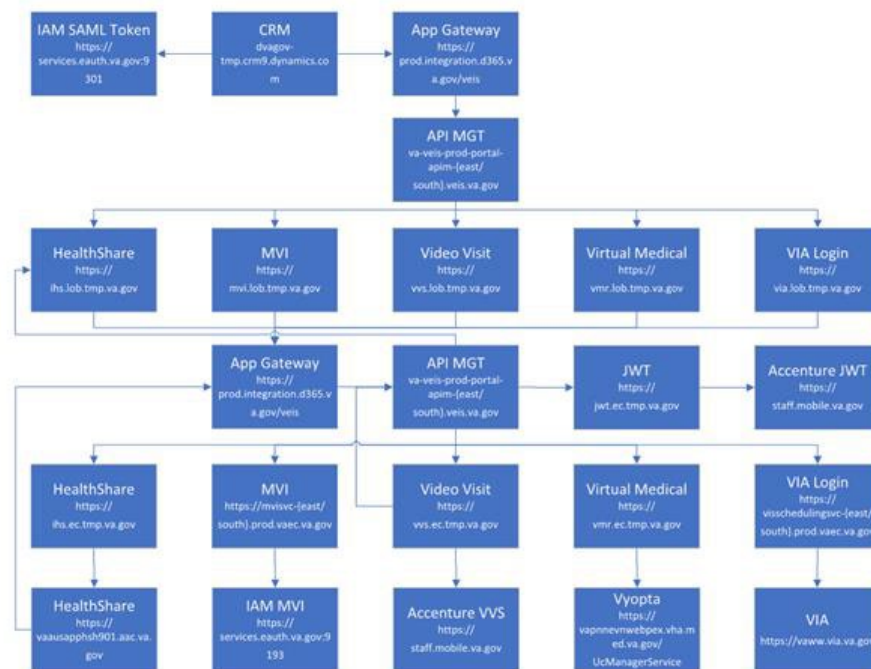 IAM SAML Token
https://
services.eauth.va.gov:9
301
CRM
dvagov-
tmp.crm9.dynamics.co
m
App Gateway
https://
prod.integration.d365.v
a.gov/veis
API MGT
va-veis-prod-portal-
apim-{east/
south}.veis.va.gov
HealthShare
https://
ihs.lob.tmp.va.gov
MVI
https://
mvi.lob.tmp.va.gov
Video Visit
https://
vvs.lob.tmp.va.gov
Virtual Medical
https://
vmr.lob.tmp.va.gov
VIA Login
https://
via.lob.tmp.va.gov
App Gateway
https://
prod.integration.d365.v
a.gov/veis
API MGT
va-veis-prod-portal-
apim-{east/
south}.veis.va.gov
JWT
https://
jwt.ec.tmp.va.gov
Accenture JWT
https://
staff.mobile.va.gov
HealthShare
https://
ihs.ec.tmp.va.gov
MVI
https://mvisvc-{east/
south}.prod.vaec.va.gov
Video Visit
https://
vvs.ec.tmp.va.gov
Virtual Medical
https://
vmr.ec.tmp.va.gov
VIA Login
https://
visschedulingsvc-{east/
south}.prod.vaec.va.gov
HealthShare
https://
vaausapphsh901.aac.va.
gov
IAM MVI
https://
services.eauth.va.gov:9
193
Accenture VVS
https://
staff.mobile.va.gov
Vyopta
https://
vapnnevnwebpex.vha.m
ed.va.gov/
UcManagerService
VIA
https://vaww.via.va.gov